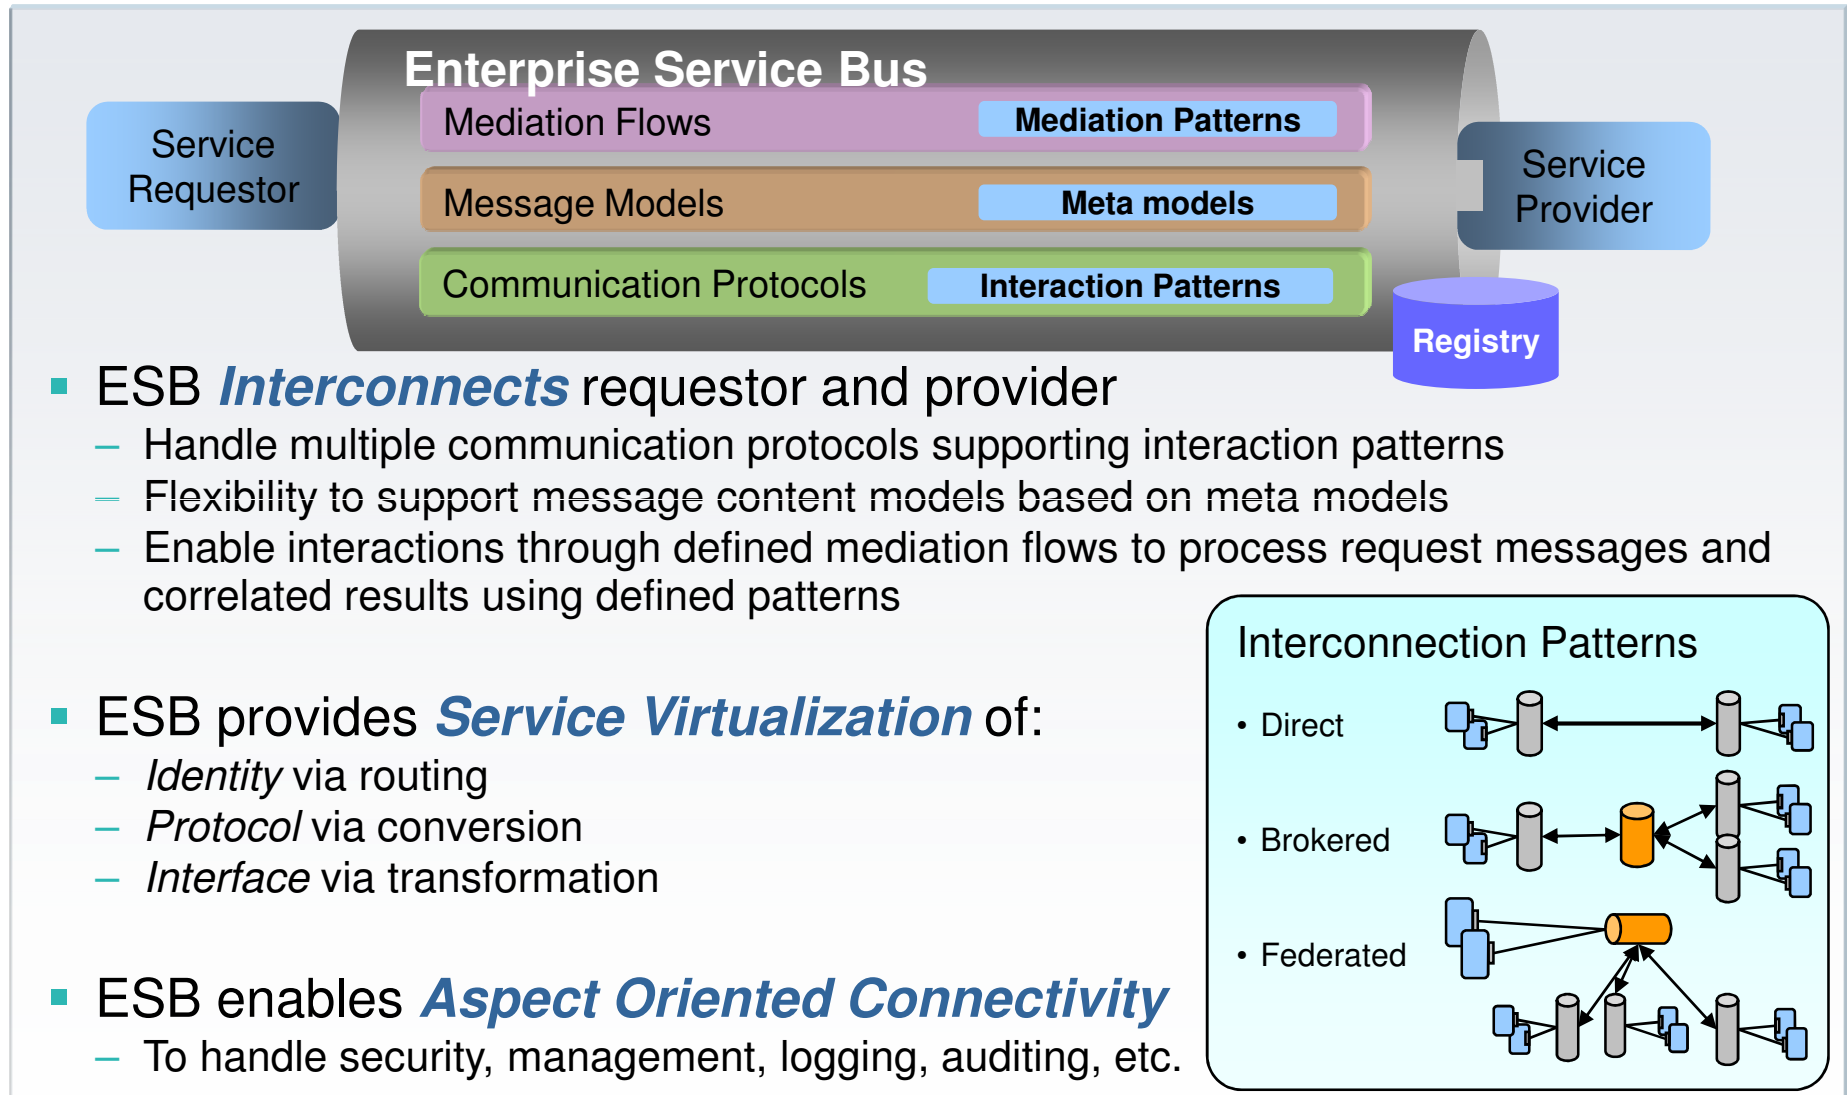 Enterprise Service Bus
Service
Requestor
Mediation Flows
Mediation Patterns
Message Models
Meta models
Communication Protocols
Interaction Patterns
Service
Provider
Registry
▪ ESB Interconnects requestor and provider
– Handle multiple communication protocols supporting interaction patterns
– Flexibility to support message content models based on meta models
– Enable interactions through defined mediation flows to process request messages and
correlated results using defined patterns
▪ ESB provides Service Virtualization of:
– Identity via routing
– Protocol via conversion
– Interface via transformation
▪ ESB enables Aspect Oriented Connectivity
– To handle security, management, logging, auditing, etc.
Interconnection Patterns
• Direct
• Brokered
• Federated